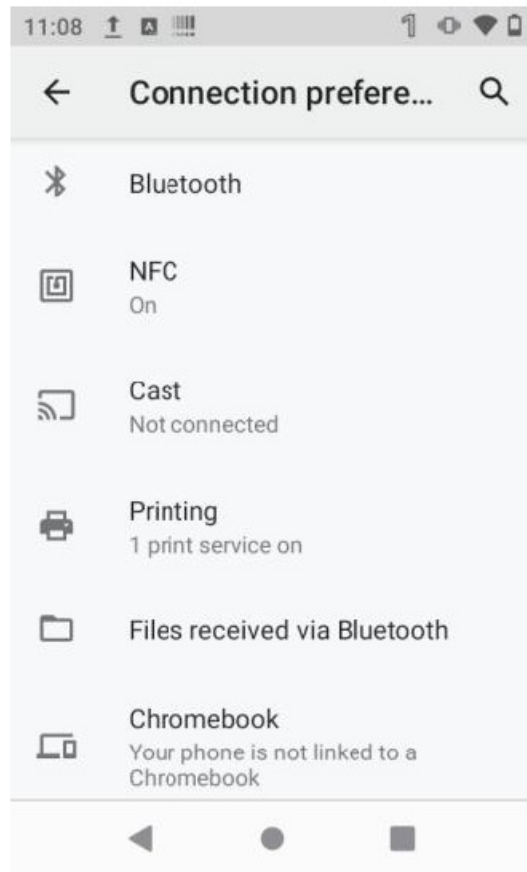 11:08
Connection prefere...
Bluetooth
NFC
On
Cast
Not connected
Printing
1 print service on
Files received via Bluetooth
Chromebook
Your phone is not linked to a
Chromebook